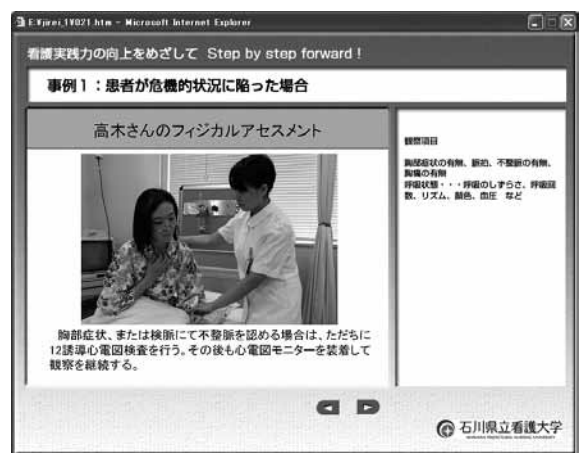 E:¥jirei_1¥021.htm - Microsoft Internet Explorer
看護実践力の向上をめざして Step by step forward !
事例1：患者が危機的状況に陥った場合
高木さんのフィジカルアセスメント
観察項目
胸部症状の有無、脈拍、不整脈の有無、
胸痛の有無
呼吸状態・・・呼吸のしずらさ、呼吸回
数、リズム、顔色、血圧 など
胸部症状、または検脈にて不整脈を認める場合は、ただちに
12誘導心電図検査を行う。その後も心電図モニターを装着して
観察を継続する。
石川県立看護大学